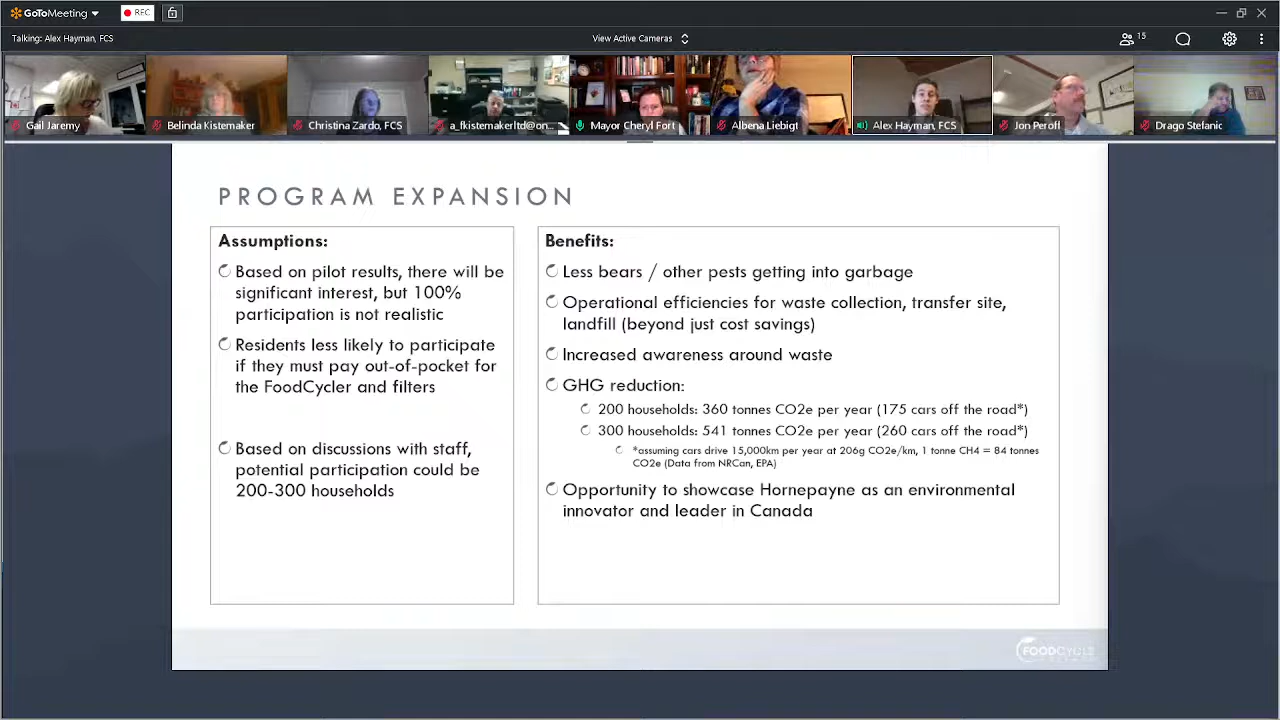 GoToMeeting
REC
Talking: Alex Hayman, FCS
View Active Cameras
15
Gail Jaremy
Belinda Kistemaker
Christina Zardo, FCS
a_fkistemakerltd@on...
Mayor Cheryl Fort
Albena Liebigt
Alex Hayman, FCS
Jon Peroff
Drago Stefanic
PROGRAM EXPANSION
Assumptions:
Based on pilot results, there will be
significant interest, but 100%
participation is not realistic
Residents less likely to participate
if they must pay out-of-pocket for
the FoodCycler and filters
Based on discussions with staff,
potential participation could be
200-300 households
Benefits:
Less bears / other pests getting into garbage
Operational efficiencies for waste collection, transfer site,
landfill (beyond just cost savings)
Increased awareness around waste
GHG reduction:
200 households: 360 tonnes CO2e per year (175 cars off the road*)
300 households: 541 tonnes CO2e per year (260 cars off the road*)
*assuming cars drive 15,000km per year at 206g CO2e/km, 1 tonne CH4 = 84 tonnes
CO2e (Data from NRCan, EPA)
Opportunity to showcase Hornepayne as an environmental
innovator and leader in Canada
FOODCYCLE